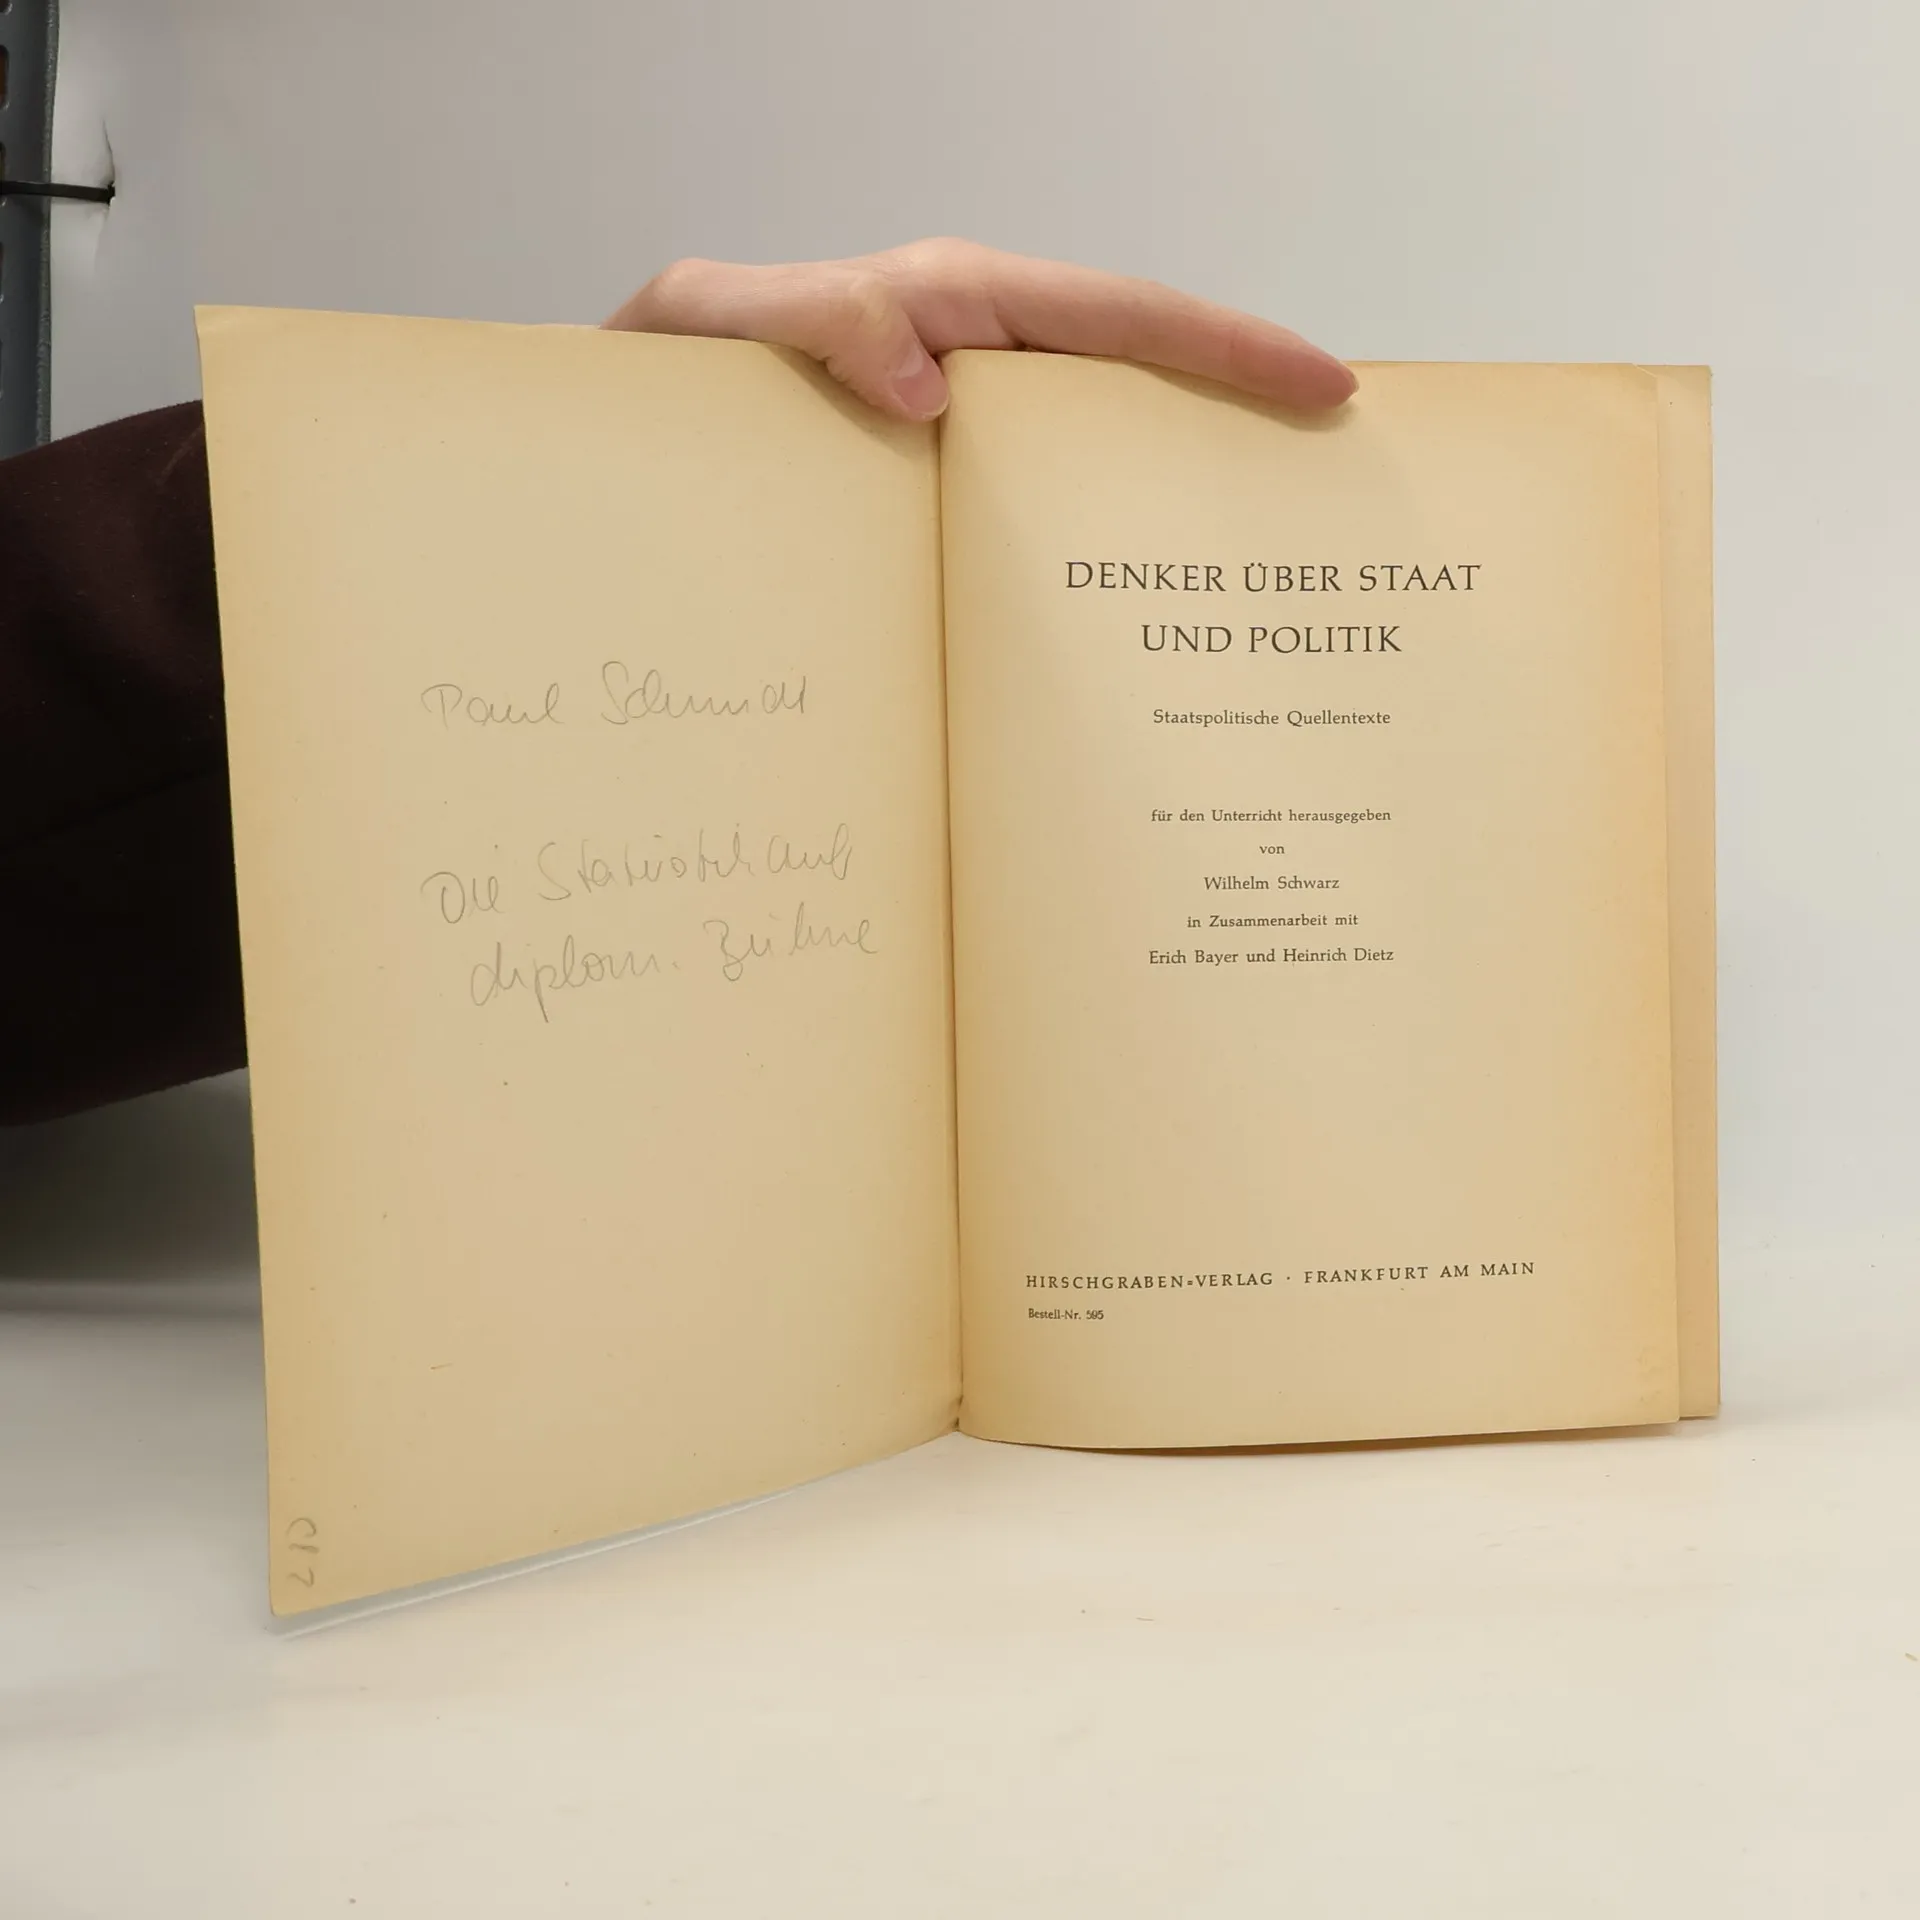 Paul Schmidt
Die Statist auf
diplom. Bühne
DENKER ÜBER STAAT
UND POLITIK
Staatspolitische Quellentexte
für den Unterricht herausgegeben
von
Wilhelm Schwarz
in Zusammenarbeit mit
Erich Bayer und Heinrich Dietz
HIRSCHGRABEN-VERLAG · FRANKFURT AM MAIN
Bestell-Nr. 595